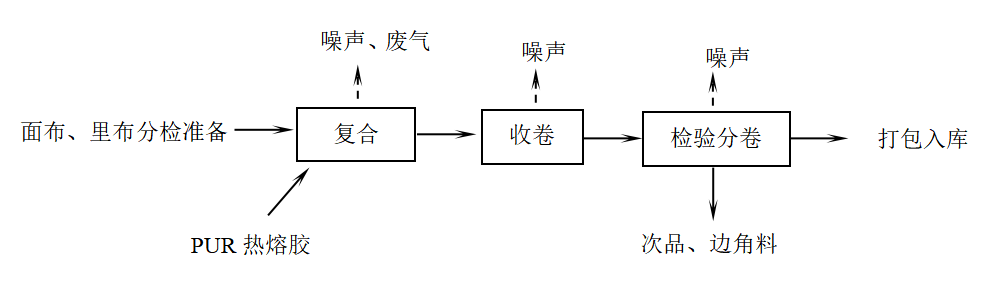 噪声、废气
噪声
噪声
面布、里布分检准备
复合
收卷
检验分卷
打包入库
PUR 热熔胶
次品、边角料